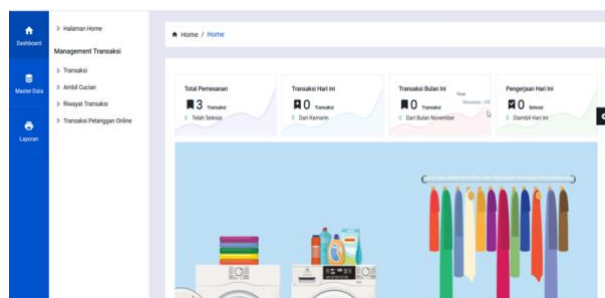 Dashboard
Master Data
Laporan
Halaman Home
Management Transaksi
Transaksi
Ambil Cucian
Riwayat Transaksi
Transaksi Pelanggan Online
Home / Home
Total Pemesanan
3 Transaksi
Telah Selesai
Transaksi Hari ini
0 Transaksi
Dari Kemarin
Transaksi Bulan Ini
0 Transaksi
0 Dari Bulan November
Pengerjaan Hari Ini
0 Selesai
Diambil Hari Ini